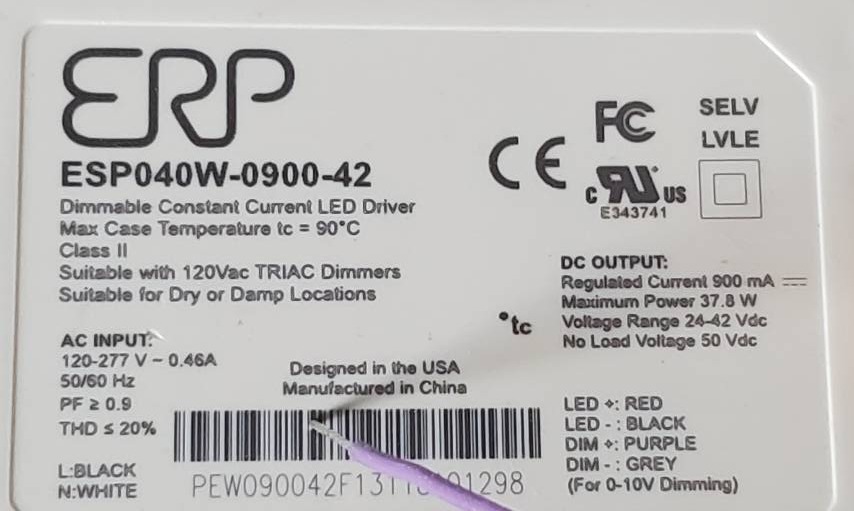 ERP
ESP040W-0900-42
Dimmable Constant Current LED Driver
Max Case Temperature tc = 90°C
Class II
Suitable with 120Vac TRIAC Dimmers
Suitable for Dry or Damp Locations
FC
CE
c RU US
E343741
SELV
LVLE
DC OUTPUT:
Regulated Current 900 mA ⎓
Maximum Power 37.8 W
Voltage Range 24-42 Vdc
No Load Voltage 50 Vdc
•tc
AC INPUT:
120-277 V ~ 0.46A
50/60 Hz
PF ≥ 0.9
THD ≤ 20%
L:BLACK
N:WHITE
Designed in the USA
Manufactured in China
LED +: RED
LED - : BLACK
DIM +: PURPLE
DIM - : GREY
(For 0-10V Dimming)